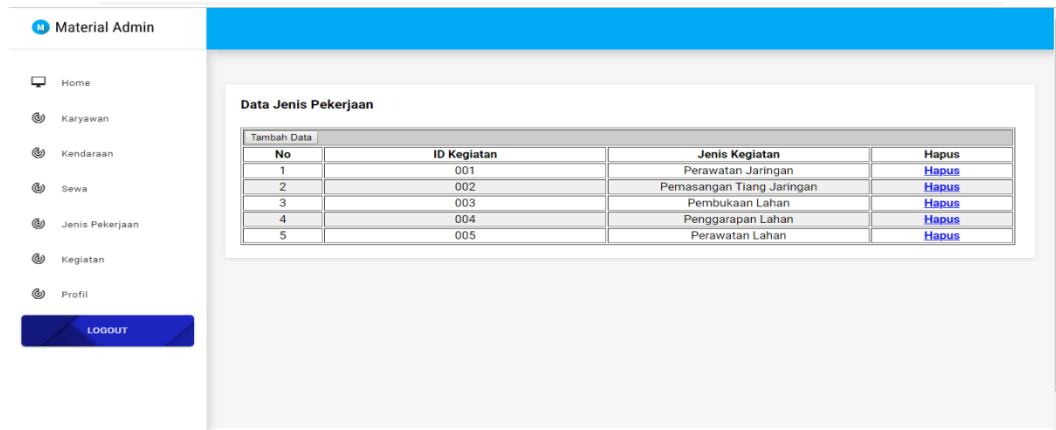 M Material Admin
Home
Karyawan
Kendaraan
Sewa
Jenis Pekerjaan
Kegiatan
Profil
LOGOUT
Data Jenis Pekerjaan
Tambah Data
No ID Kegiatan Jenis Kegiatan Hapus
1 001 Perawatan Jaringan Hapus
2 002 Pemasangan Tiang Jaringan Hapus
3 003 Pembukaan Lahan Hapus
4 004 Penggarapan Lahan Hapus
5 005 Perawatan Lahan Hapus